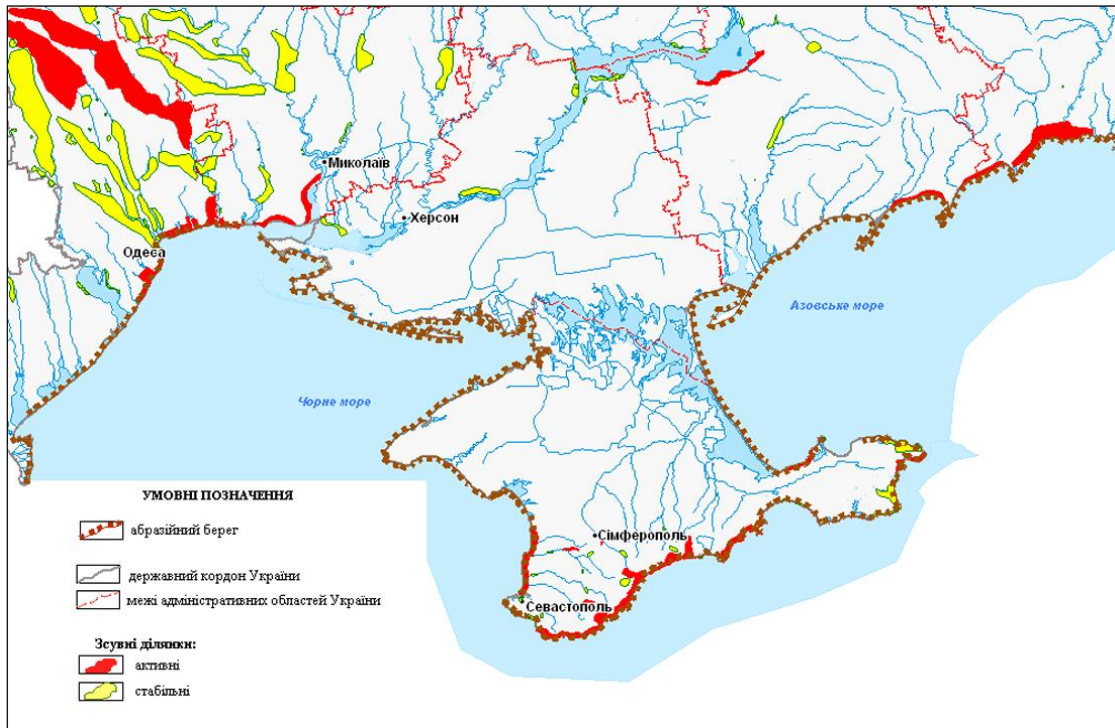 Миколаїв
Херсон
Одеса
Азовське море
Чорне море
УМОВНІ ПОЗНАЧЕННЯ
абразійний берег
Сімферополь
державний кордон України
межі адміністративних областей України
Севастополь
Зсувні ділянки:
активні
стабільні